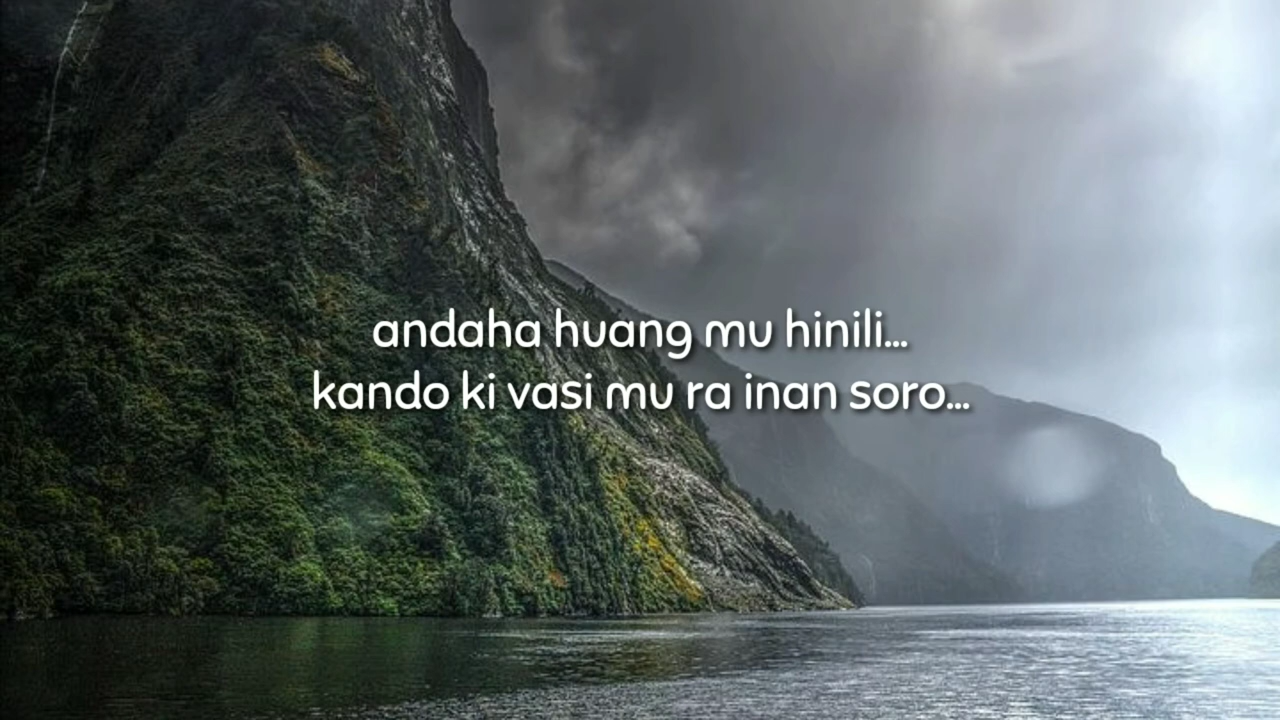 andaha huang mu hinili...
kando ki vasi mu ra inan soro...